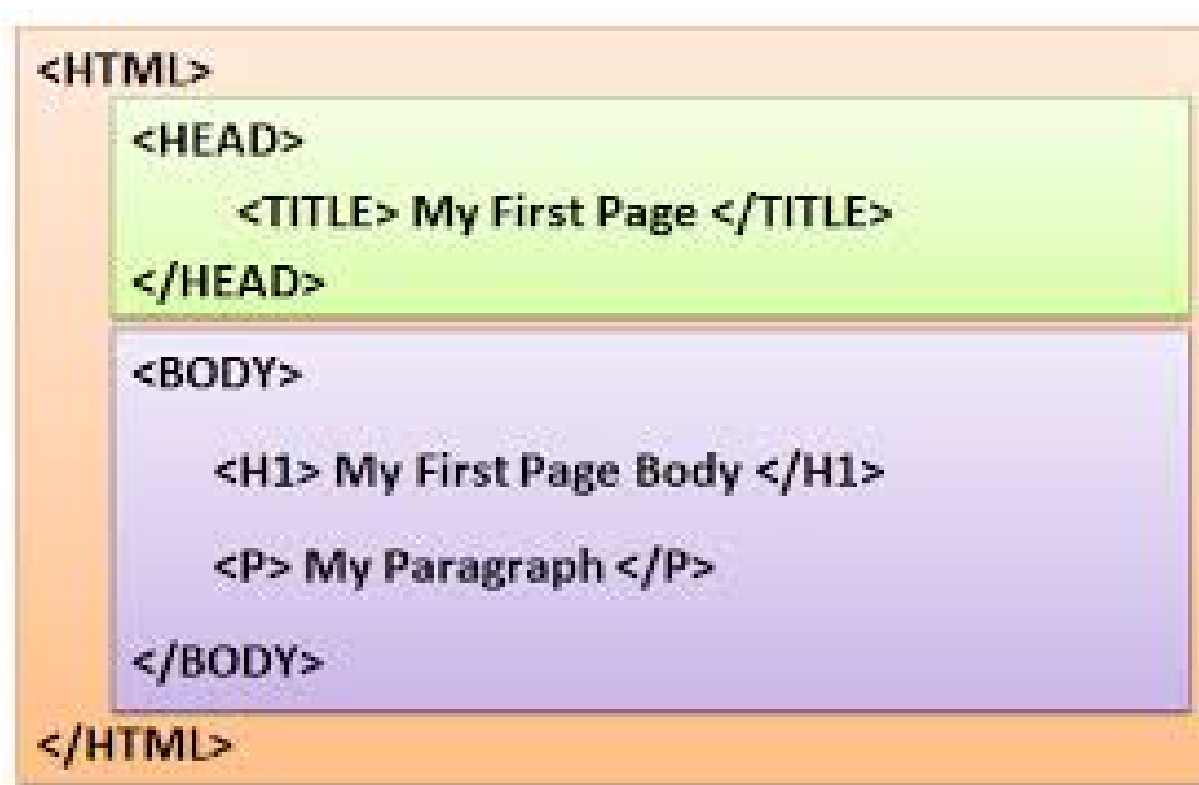 <HTML>
<HEAD>
<TITLE> My First Page </TITLE>
</HEAD>
<BODY>
<H1> My First Page Body </H1>
<P> My Paragraph </P>
</BODY>
</HTML>